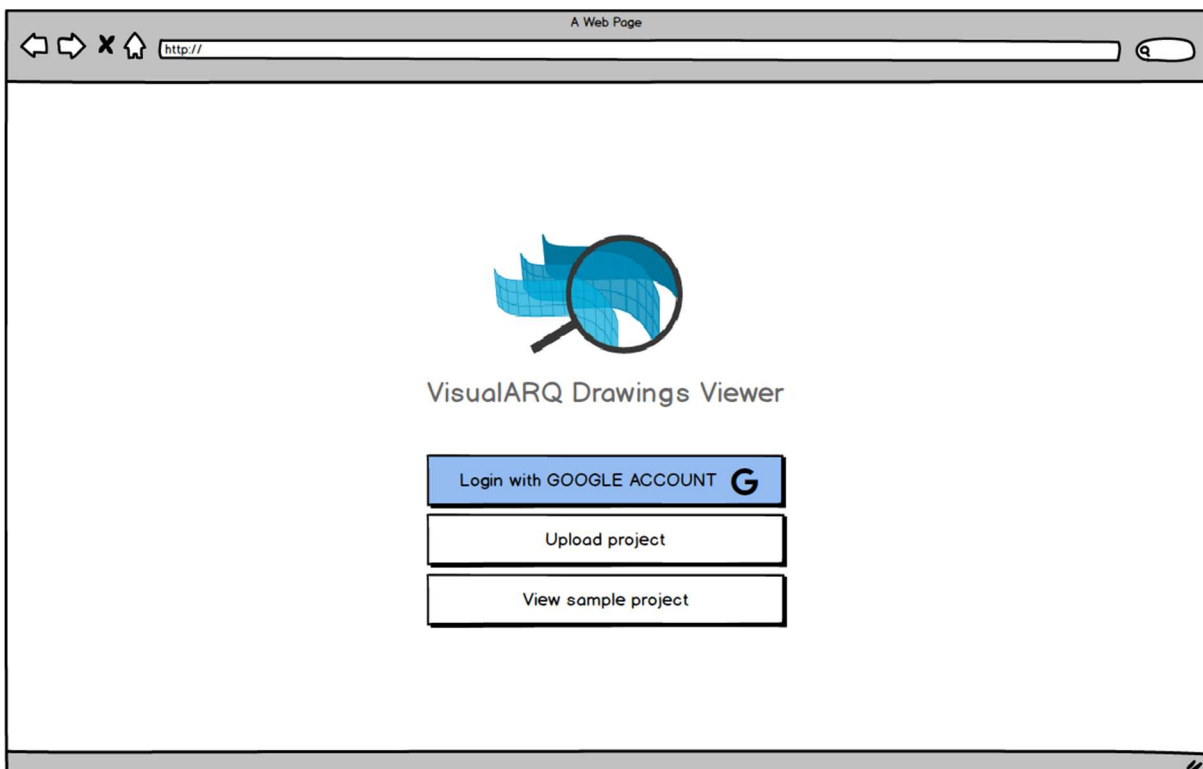 A Web Page
http://
VisualARQ Drawings Viewer
Login with GOOGLE ACCOUNT G
Upload project
View sample project